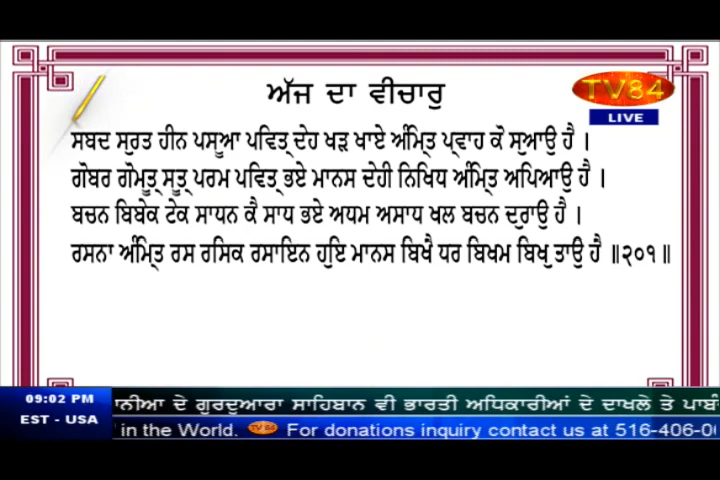 ਅੱਜ ਦਾ ਵੀਚਾਰੁ
TV84
LIVE
ਸਬਦ ਸੁਰਤ ਹੀਨ ਪਸੂਆ ਪਵਿਤ੍ਰ ਦੇਹ ਖੜ ਖਾਏ ਅੰਮ੍ਰਿਤ ਪ੍ਰਵਾਹ ਕੋ ਸੁਆਉ ਹੈ ।
ਗੋਬਰ ਗੋਮੂਤ੍ਰ ਸੂਤ੍ਰ ਪਰਮ ਪਵਿਤ੍ਰ ਭਏ ਮਾਨਸ ਦੇਹੀ ਨਿਖਿਧ ਅੰਮ੍ਰਿਤ ਅਪਿਆਉ ਹੈ ।
ਬਚਨ ਬਿਬੇਕ ਟੇਕ ਸਾਧਨ ਕੈ ਸਾਧ ਭਏ ਅਧਮ ਅਸਾਧ ਖਲ ਬਚਨ ਦੁਰਾਉ ਹੈ ।
ਰਸਨਾ ਅੰਮ੍ਰਿਤ ਰਸ ਰਸਿਕ ਰਸਾਇਨ ਹੁਇ ਮਾਨਸ ਬਿਖੈ ਧਰ ਬਿਖਮ ਬਿਖੁ ਤਾਉ ਹੈ ॥੨੦੧॥
09:02 PM
EST - USA
ਾਨੀਆ ਦੇ ਗੁਰਦੁਆਰਾ ਸਾਹਿਬਾਨ ਵੀ ਭਾਰਤੀ ਅਧਿਕਾਰੀਆਂ ਦੇ ਦਾਖਲੇ ਤੇ ਪਾਬੰ
in the World. TV84 For donations inquiry contact us at 516-406-0